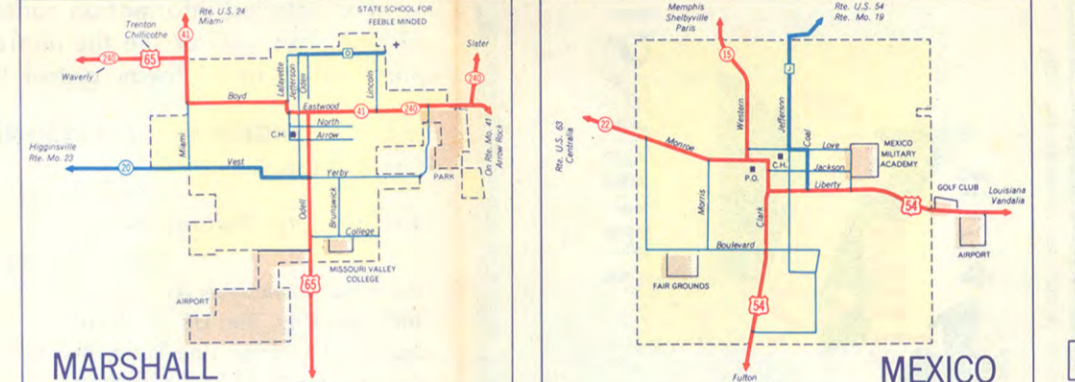 Rte. U.S. 24
Miami
Trenton
Chillicothe
STATE SCHOOL FOR
FEEBLE MINDED
41
240
65
Waverly
Slater
240
D
Lafayette
Jefferson
Odell
Lincoln
Boyd
Eastwood
41
240
North
C.H.
Arrow
On Rte. Mo. 41
Arrow Rock
Miami
Higginsville
Rte. Mo. 23
20
Vest
Yerby
PARK
Odell
Brunswick
College
MISSOURI VALLEY
COLLEGE
65
AIRPORT
MARSHALL
Memphis
Shelbyville
Paris
Rte. U.S. 54
Rte. Mo. 19
15
J
Western
Jefferson
Coal
22
Monroe
Rte. U.S. 63
Centralia
Love
C.H.
P.O.
Jackson
MEXICO
MILITARY
ACADEMY
Liberty
GOLF CLUB
Louisiana
Vandalia
54
Morris
Clark
Boulevard
FAIR GROUNDS
AIRPORT
54
Fulton
MEXICO